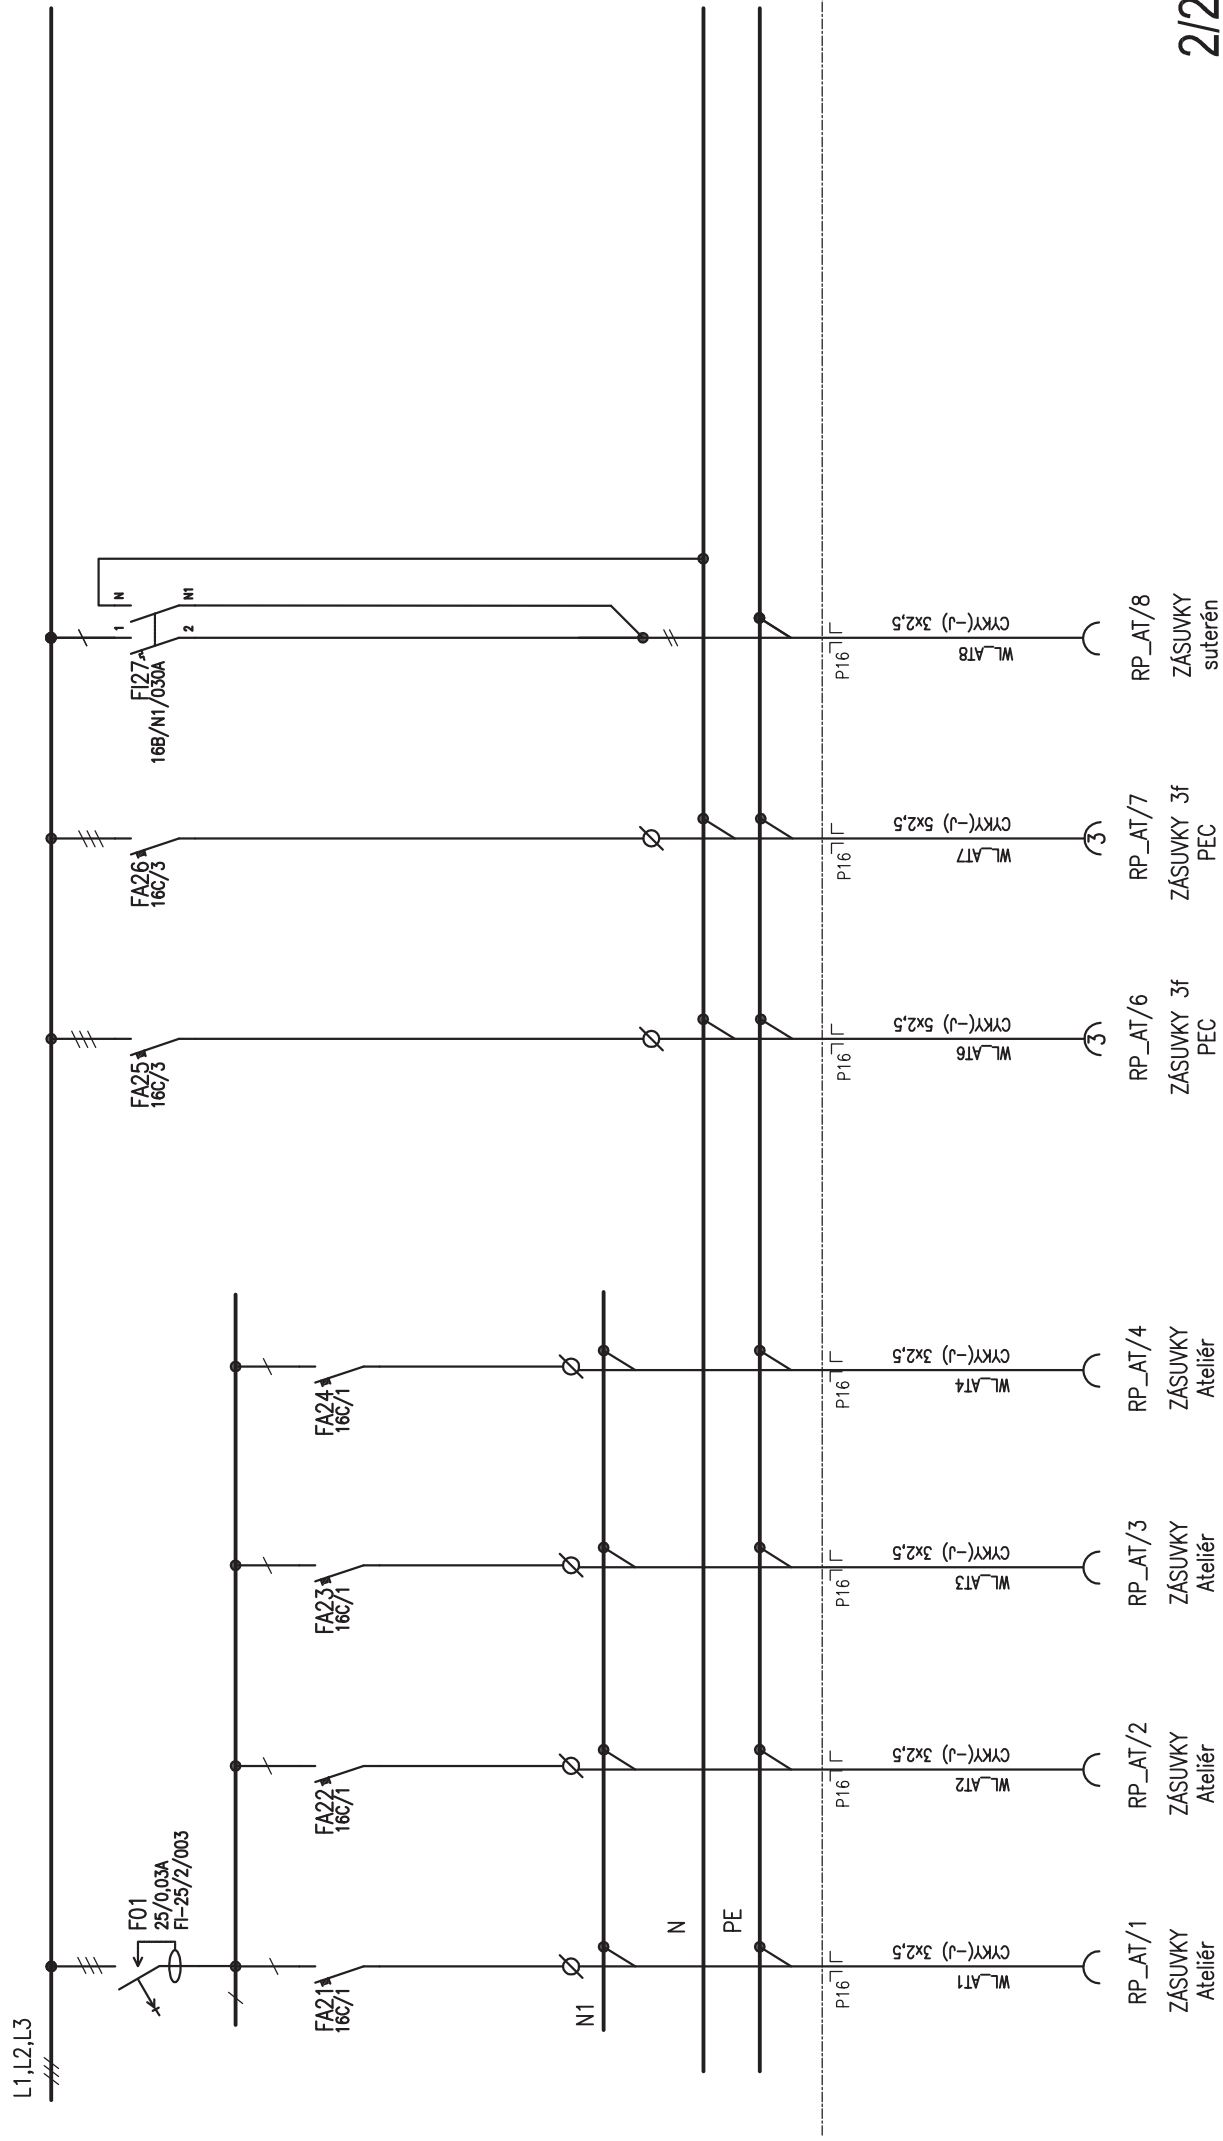 L1,L2,L3
F01
25/0,03A
FI-25/2/003
FA21
16C/1
FA22
16C/1
FA23
16C/1
FA24
16C/1
FA25
16C/3
FA26
16C/3
FI27
16B/N1/030A
1
N
2
N1
N1
N
PE
P16
P16
P16
P16
P16
P16
P16
WL_AT1
CYKY(-J) 3x2,5
WL_AT2
CYKY(-J) 3x2,5
WL_AT3
CYKY(-J) 3x2,5
WL_AT4
CYKY(-J) 3x2,5
WL_AT6
CYKY(-J) 5x2,5
WL_AT7
CYKY(-J) 5x2,5
WL_AT8
CYKY(-J) 3x2,5
3
3
RP_AT/1
ZÁSUVKY
Ateliér
RP_AT/2
ZÁSUVKY
Ateliér
RP_AT/3
ZÁSUVKY
Ateliér
RP_AT/4
ZÁSUVKY
Ateliér
RP_AT/6
ZÁSUVKY 3f
PEC
RP_AT/7
ZÁSUVKY 3f
PEC
RP_AT/8
ZÁSUVKY
suterén
2/2